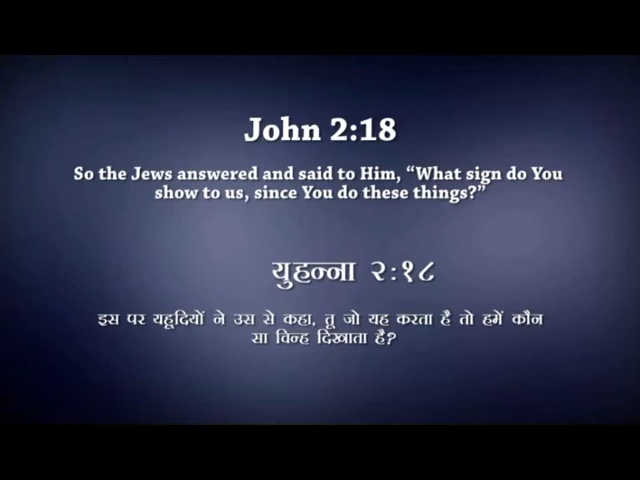 John 2:18
So the Jews answered and said to Him, “What sign do You
show to us, since You do these things?”
युहन्ना २:१८
इस पर यहूदियों ने उस से कहा, तू जो यह करता है तो हमें कौन
सा चिन्ह दिखाता है?